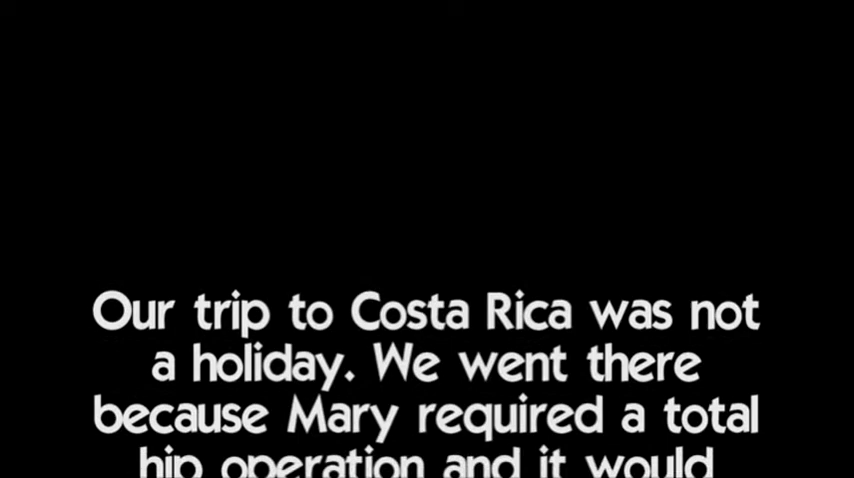 Our trip to Costa Rica was not
a holiday. We went there
because Mary required a total
hip operation and it would